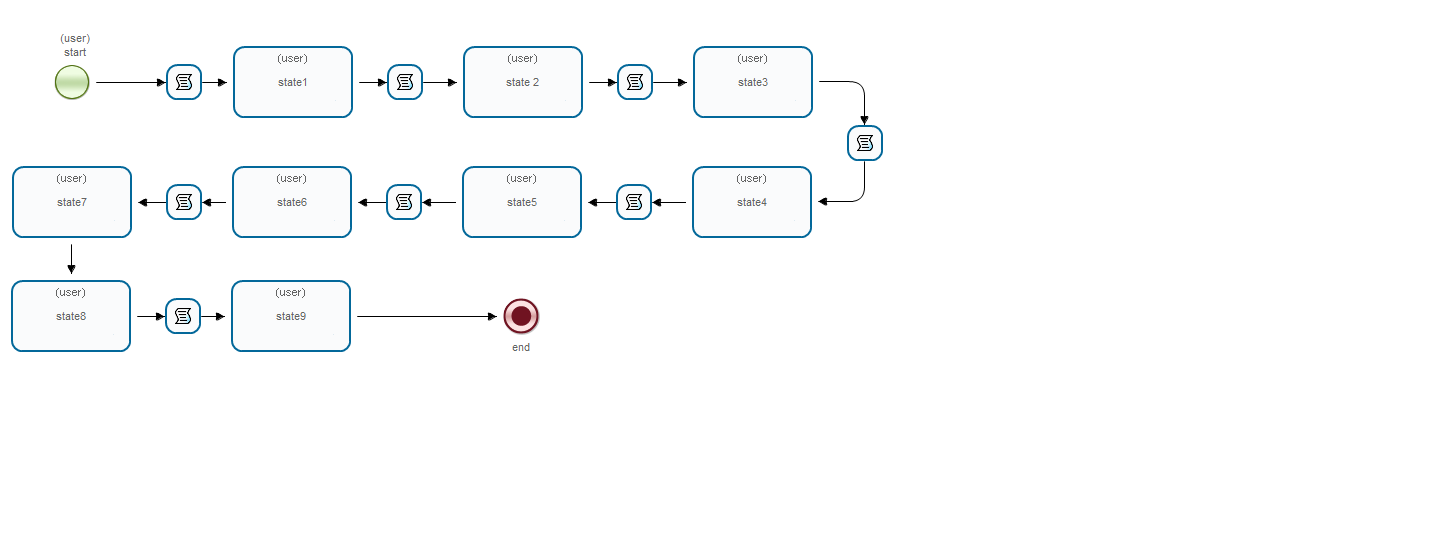 (user)
start
(user)
state1
(user)
state 2
(user)
state3
(user)
state7
(user)
state6
(user)
state5
(user)
state4
(user)
state8
(user)
state9
end